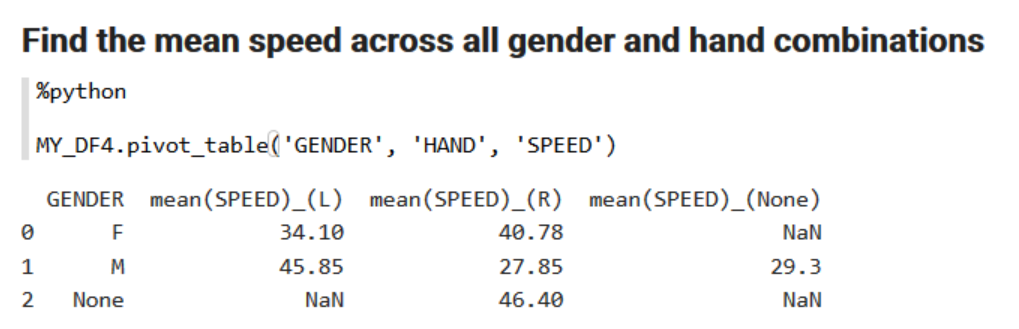 Find the mean speed across all gender and hand combinations
%python
MY_DF4.pivot_table('GENDER', 'HAND', 'SPEED')
GENDER mean(SPEED)_(L) mean(SPEED)_(R) mean(SPEED)_(None)
0 F 34.10 40.78 NaN
1 M 45.85 27.85 29.3
2 None NaN 46.40 NaN